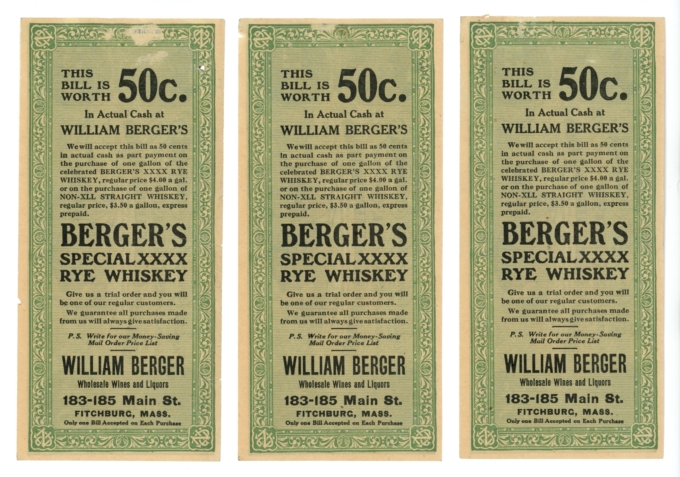 THIS
BILL IS
WORTH
50c.
In Actual Cash at
WILLIAM BERGER'S
We will accept this bill as 50 cents
in actual cash as part payment on
the purchase of one gallon of the
celebrated BERGER'S XXXX RYE
WHISKEY, regular price $4.00 a gal.
or on the purchase of one gallon of
NON-XLL STRAIGHT WHISKEY,
regular price, $3.50 a gallon, express
prepaid.
BERGER'S
SPECIAL XXXX
RYE WHISKEY
Give us a trial order and you will
be one of our regular customers.
We guarantee all purchases made
from us will always give satisfaction.
P.S. Write for our Money-Saving
Mail Order Price List
WILLIAM BERGER
Wholesale Wines and Liquors
183-185 Main St.
FITCHBURG, MASS.
Only one Bill Accepted on Each Purchase
THIS
BILL IS
WORTH
50c.
In Actual Cash at
WILLIAM BERGER'S
We will accept this bill as 50 cents
in actual cash as part payment on
the purchase of one gallon of the
celebrated BERGER'S XXXX RYE
WHISKEY, regular price $4.00 a gal.
or on the purchase of one gallon of
NON-XLL STRAIGHT WHISKEY,
regular price, $3.50 a gallon, express
prepaid.
BERGER'S
SPECIAL XXXX
RYE WHISKEY
Give us a trial order and you will
be one of our regular customers.
We guarantee all purchases made
from us will always give satisfaction.
P.S. Write for our Money-Saving
Mail Order Price List
WILLIAM BERGER
Wholesale Wines and Liquors
183-185 Main St.
FITCHBURG, MASS.
Only one Bill Accepted on Each Purchase
THIS
BILL IS
WORTH
50c.
In Actual Cash at
WILLIAM BERGER'S
We will accept this bill as 50 cents
in actual cash as part payment on
the purchase of one gallon of the
celebrated BERGER'S XXXX RYE
WHISKEY, regular price $4.00 a gal.
or on the purchase of one gallon of
NON-XLL STRAIGHT WHISKEY,
regular price, $3.50 a gallon, express
prepaid.
BERGER'S
SPECIAL XXXX
RYE WHISKEY
Give us a trial order and you will
be one of our regular customers.
We guarantee all purchases made
from us will always give satisfaction.
P.S. Write for our Money-Saving
Mail Order Price List
WILLIAM BERGER
Wholesale Wines and Liquors
183-185 Main St.
FITCHBURG, MASS.
Only one Bill Accepted on Each Purchase